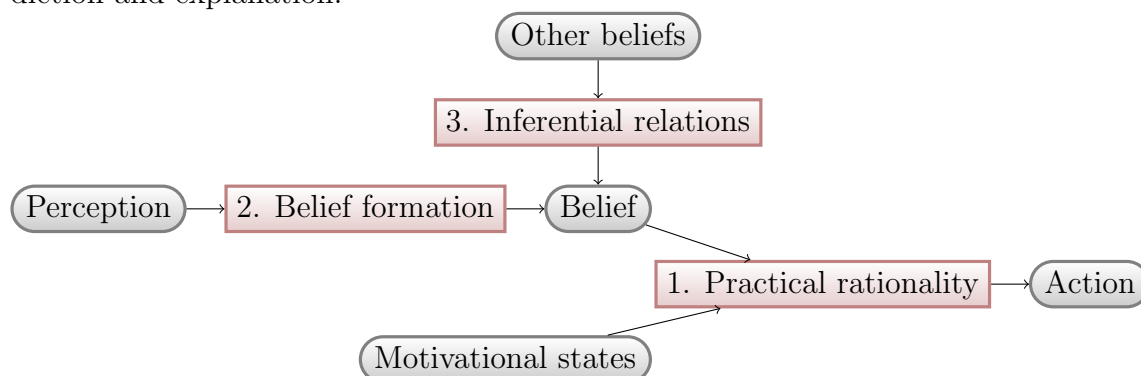 diction and explanation.
Other beliefs
3. Inferential relations
Perception
2. Belief formation
Belief
1. Practical rationality
Action
Motivational states